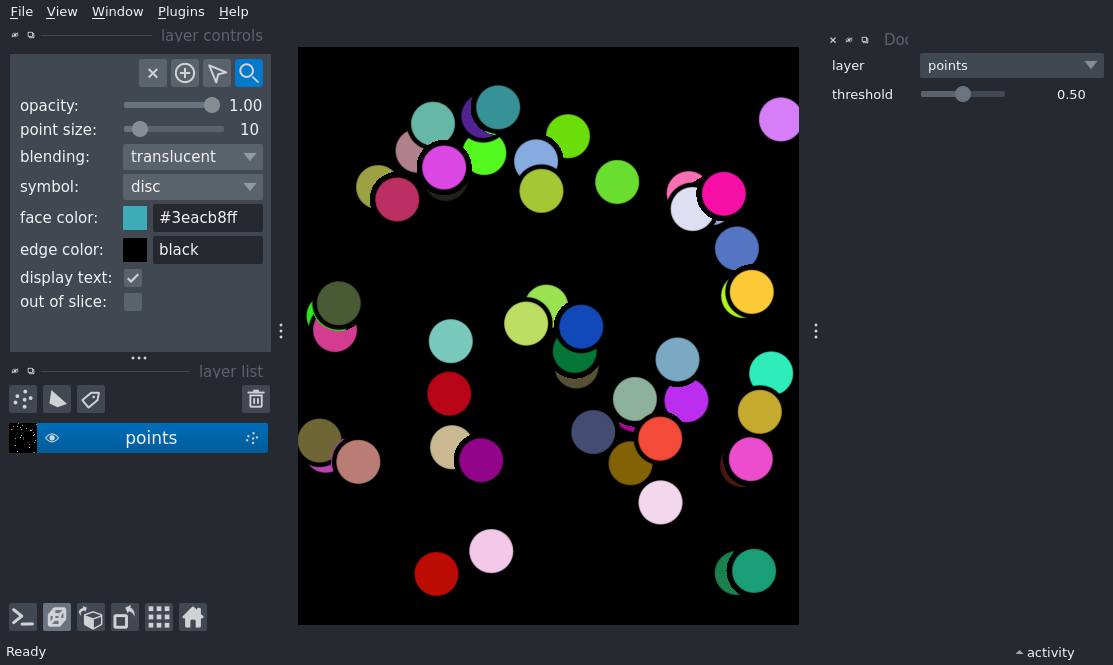 File View Window Plugins Help
layer controls
opacity: 1.00
point size: 10
blending: translucent
symbol: disc
face color: #3eacb8ff
edge color: black
display text:
out of slice:
layer list
points
layer points
threshold 0.50
Ready
activity